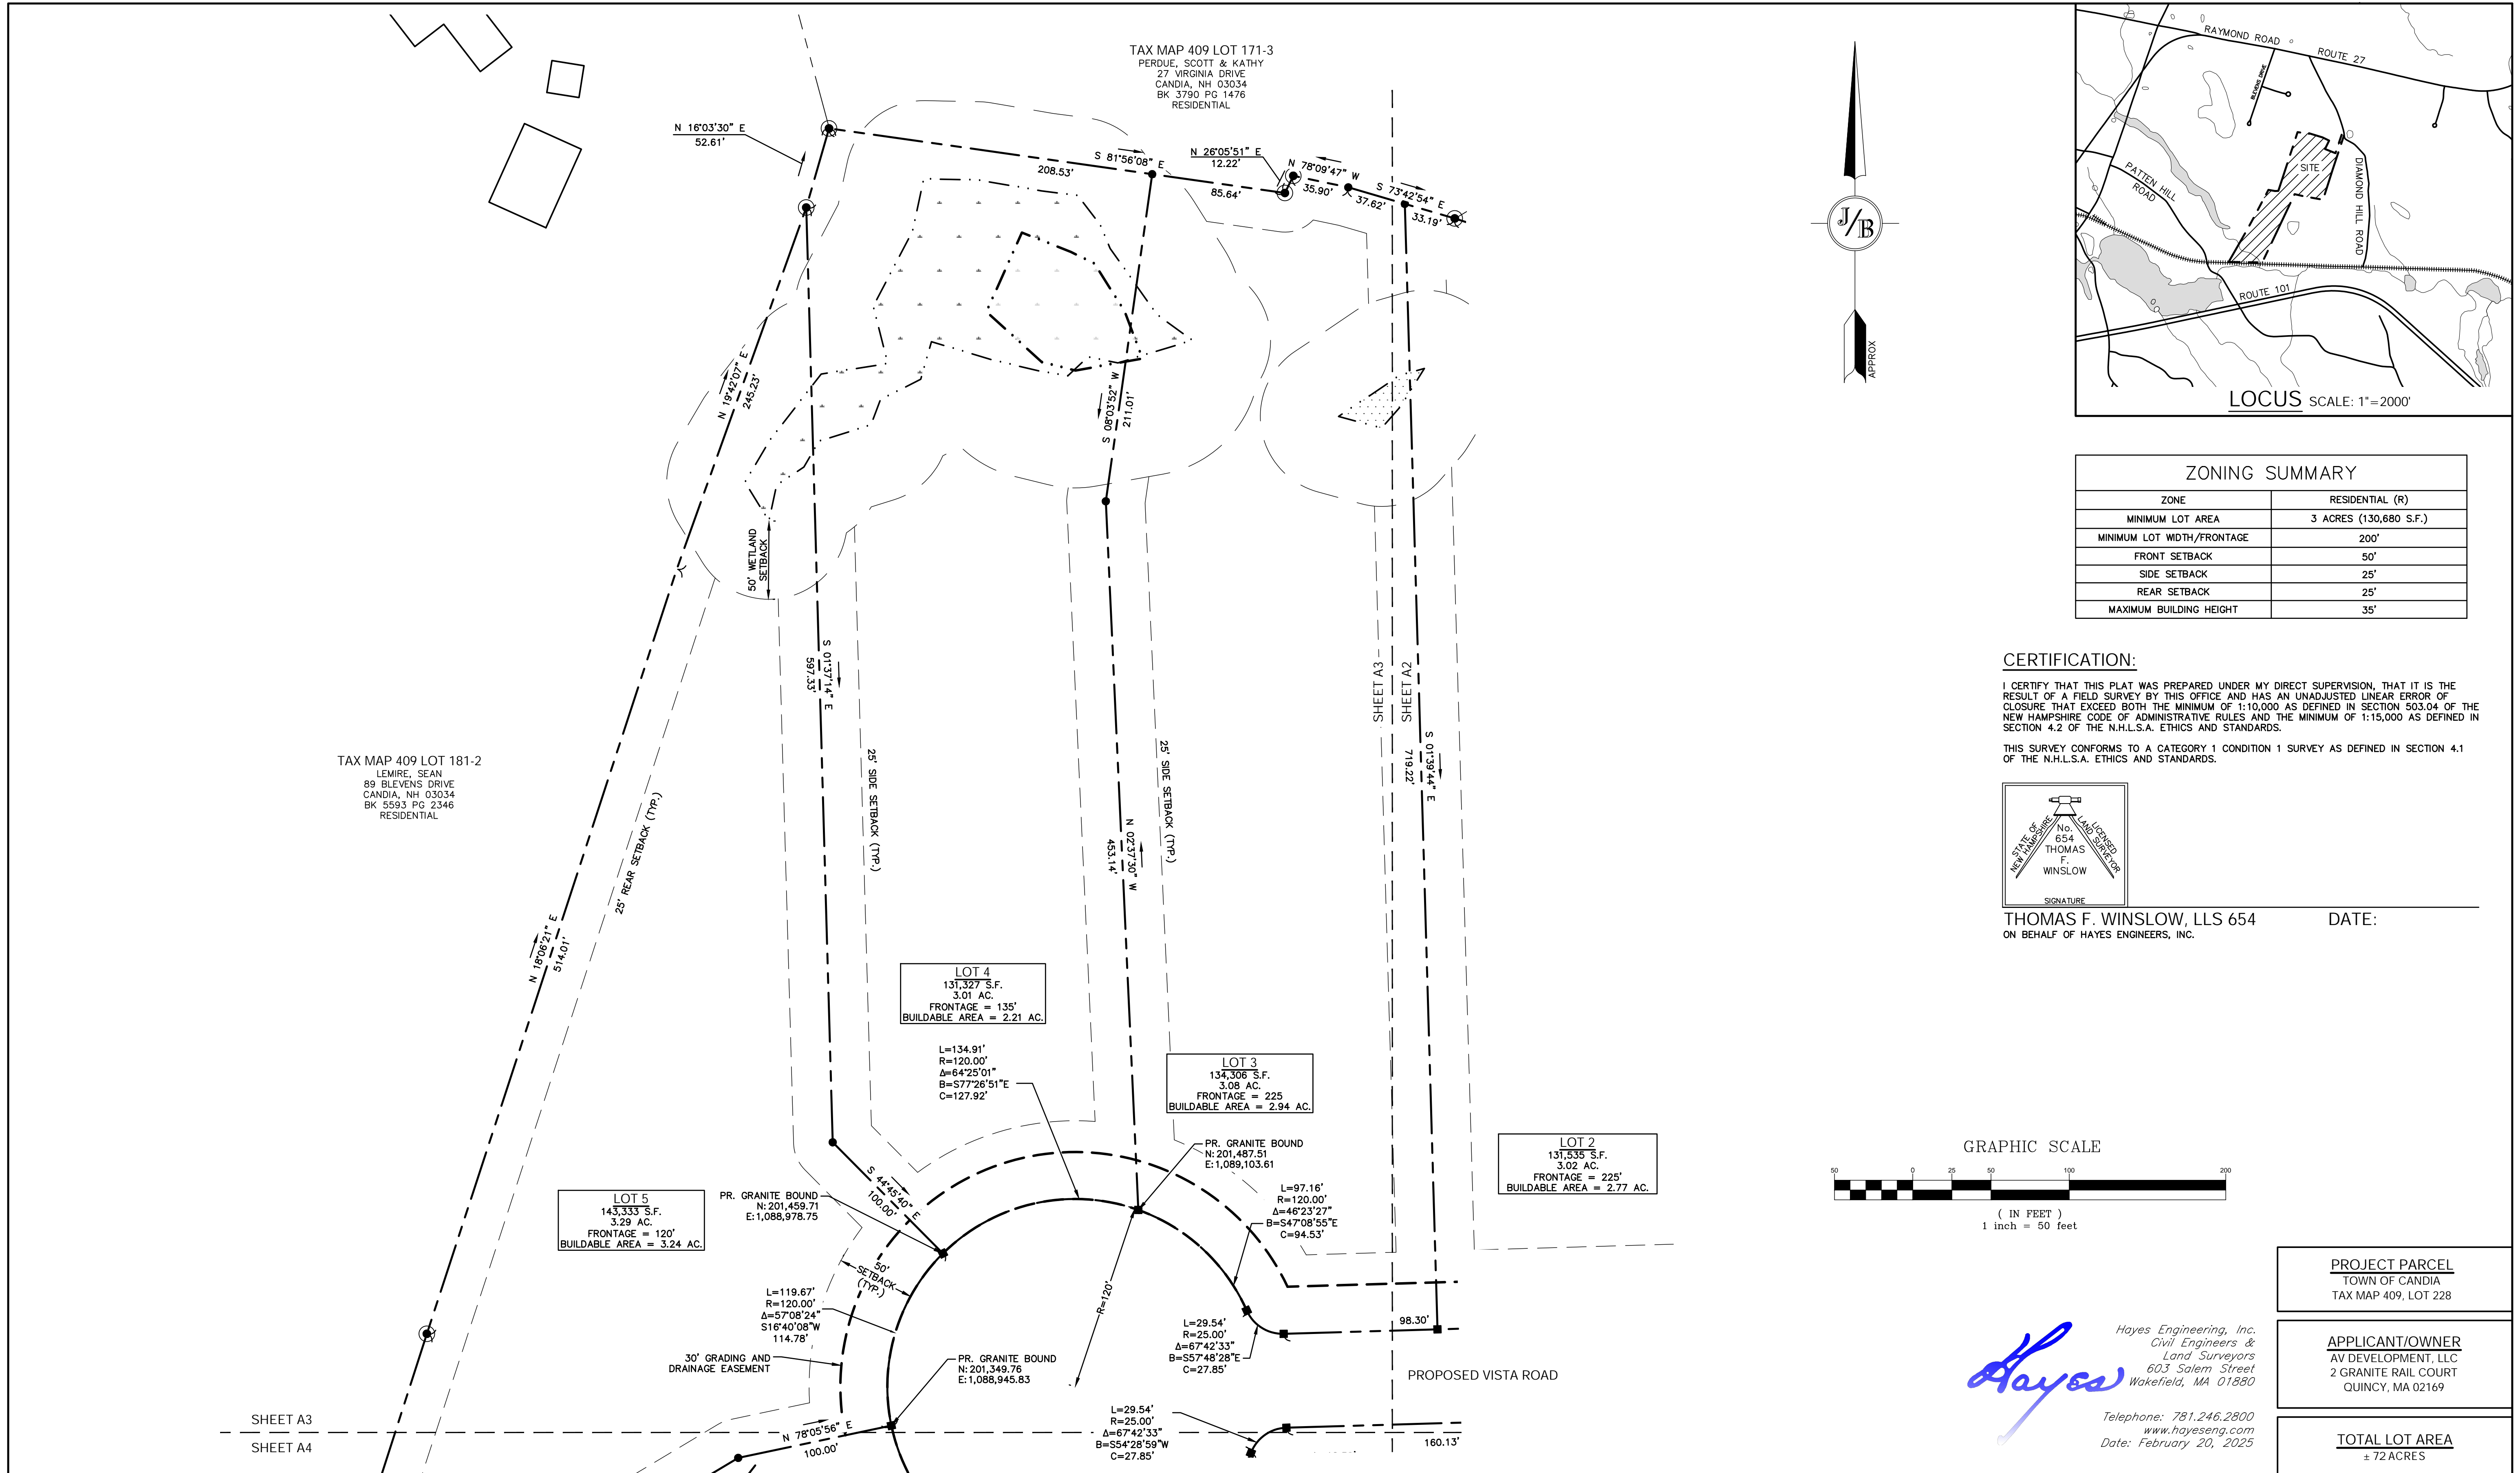 TAX MAP 409 LOT 171-3
PERDUE, SCOTT & KATHY
27 VIRGINIA DRIVE
CANDIA, NH 03034
BK 3790 PG 1476
RESIDENTIAL
N 16°03'30" E
52.61'
S 81°56'08" E
208.53'
85.64'
N 26°05'51" E
12.22'
N 78°09'47" W
35.90'
37.62'
S 73°42'54" E
33.19'
N 19°42'07" E
245.23'
S 08°03'52" W
211.01'
50' WETLAND
SETBACK
S 01°37'14" E
597.33'
25' SIDE SETBACK (TYP.)
N 02°37'30" W
453.14'
25' SIDE SETBACK (TYP.)
SHEET A3
SHEET A2
S 01°39'44" E
719.22'
TAX MAP 409 LOT 181-2
LEMIRE, SEAN
89 BLEVENS DRIVE
CANDIA, NH 03034
BK 5593 PG 2346
RESIDENTIAL
25' REAR SETBACK (TYP.)
N 18°06'21" E
514.01'
LOT 4
131,327 S.F.
3.01 AC.
FRONTAGE = 135'
BUILDABLE AREA = 2.21 AC.
L=134.91'
R=120.00'
Δ=64°25'01"
B=S77°26'51"E
C=127.92'
LOT 3
134,306 S.F.
3.08 AC.
FRONTAGE = 225
BUILDABLE AREA = 2.94 AC.
PR. GRANITE BOUND
N: 201,487.51
E: 1,089,103.61
LOT 2
131,535 S.F.
3.02 AC.
FRONTAGE = 225'
BUILDABLE AREA = 2.77 AC.
S 44°45'40" E
100.00'
LOT 5
143,333 S.F.
3.29 AC.
FRONTAGE = 120'
BUILDABLE AREA = 3.24 AC.
PR. GRANITE BOUND
N: 201,459.71
E: 1,088,978.75
L=97.16'
R=120.00'
Δ=46°23'27"
B=S47°08'55"E
C=94.53'
50'
SETBACK
(TYP.)
L=119.67'
R=120.00'
Δ=57°08'24"
S16°40'08"W
114.78'
R=120'
L=29.54'
R=25.00'
Δ=67°42'33"
B=S57°48'28"E
C=27.85'
98.30'
30' GRADING AND
DRAINAGE EASEMENT
PR. GRANITE BOUND
N: 201,349.76
E: 1,088,945.83
PROPOSED VISTA ROAD
SHEET A3
SHEET A4
N 78°05'56" E
100.00'
L=29.54'
R=25.00'
Δ=67°42'33"
B=S54°28'59"W
C=27.85'
160.13'
J/B
APPROX
RAYMOND ROAD
ROUTE 27
BLEVENS DRIVE
SITE
PATTEN HILL
ROAD
DIAMOND HILL ROAD
ROUTE 101
LOCUS SCALE: 1"=2000'
ZONING SUMMARY
ZONE RESIDENTIAL (R)
MINIMUM LOT AREA 3 ACRES (130,680 S.F.)
MINIMUM LOT WIDTH/FRONTAGE 200'
FRONT SETBACK 50'
SIDE SETBACK 25'
REAR SETBACK 25'
MAXIMUM BUILDING HEIGHT 35'
CERTIFICATION:
I CERTIFY THAT THIS PLAT WAS PREPARED UNDER MY DIRECT SUPERVISION, THAT IT IS THE
RESULT OF A FIELD SURVEY BY THIS OFFICE AND HAS AN UNADJUSTED LINEAR ERROR OF
CLOSURE THAT EXCEED BOTH THE MINIMUM OF 1:10,000 AS DEFINED IN SECTION 503.04 OF THE
NEW HAMPSHIRE CODE OF ADMINISTRATIVE RULES AND THE MINIMUM OF 1:15,000 AS DEFINED IN
SECTION 4.2 OF THE N.H.L.S.A. ETHICS AND STANDARDS.
THIS SURVEY CONFORMS TO A CATEGORY 1 CONDITION 1 SURVEY AS DEFINED IN SECTION 4.1
OF THE N.H.L.S.A. ETHICS AND STANDARDS.
STATE OF
NEW HAMPSHIRE
LICENSED
LAND SURVEYOR
No.
654
THOMAS
F.
WINSLOW
SIGNATURE
THOMAS F. WINSLOW, LLS 654 DATE:
ON BEHALF OF HAYES ENGINEERS, INC.
GRAPHIC SCALE
50 0 25 50 100 200
( IN FEET )
1 inch = 50 feet
Hayes
Hayes Engineering, Inc.
Civil Engineers &
Land Surveyors
603 Salem Street
Wakefield, MA 01880
Telephone: 781.246.2800
www.hayeseng.com
Date: February 20, 2025
PROJECT PARCEL
TOWN OF CANDIA
TAX MAP 409, LOT 228
APPLICANT/OWNER
AV DEVELOPMENT, LLC
2 GRANITE RAIL COURT
QUINCY, MA 02169
TOTAL LOT AREA
± 72 ACRES